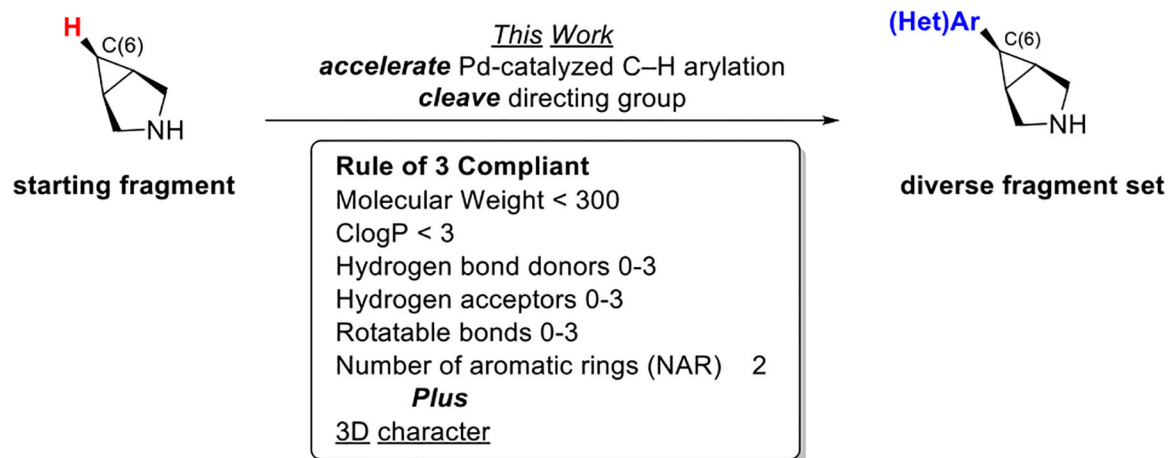 H
C(6)
NH
starting fragment
This Work
accelerate Pd-catalyzed C–H arylation
cleave directing group
Rule of 3 Compliant
Molecular Weight < 300
ClogP < 3
Hydrogen bond donors 0-3
Hydrogen acceptors 0-3
Rotatable bonds 0-3
Number of aromatic rings (NAR) 2
Plus
3D character
(Het)Ar
C(6)
NH
diverse fragment set